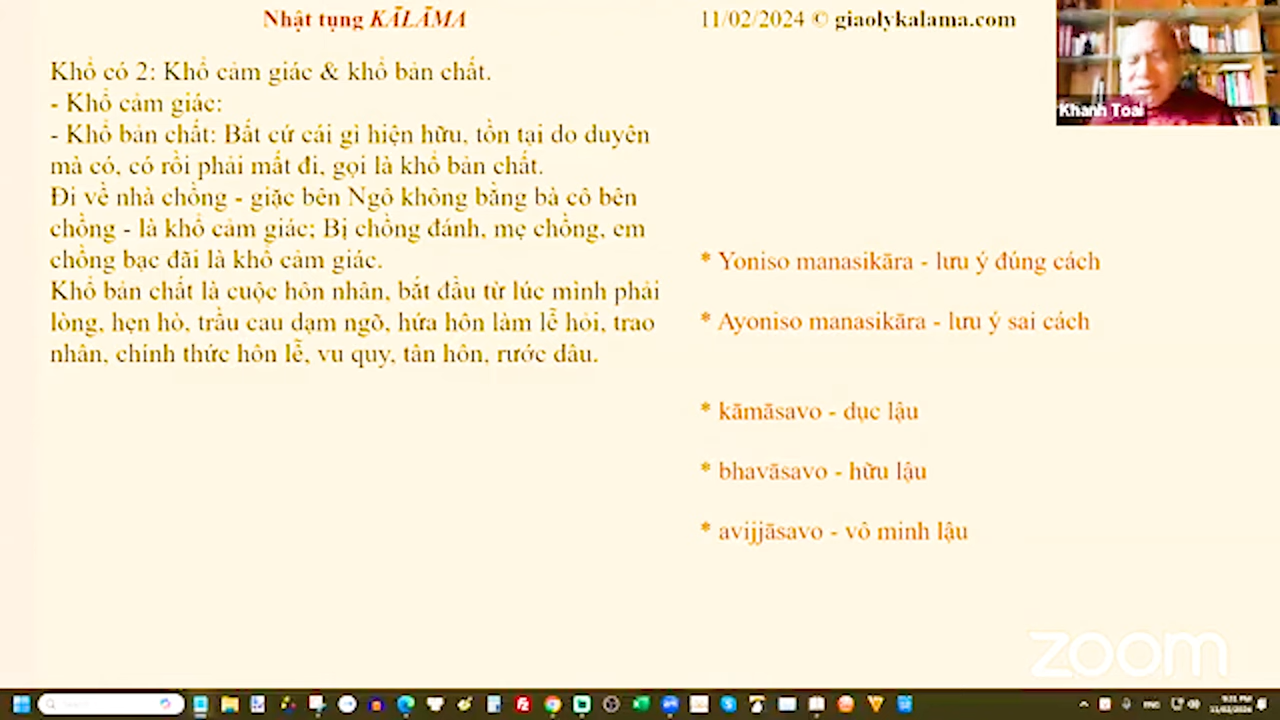 Nhật tụng KĀLĀMA
11/02/2024 © giaolykalama.com
Khanh Toai
Khổ có 2: Khổ cảm giác & khổ bản chất.
- Khổ cảm giác:
- Khổ bản chất: Bất cứ cái gì hiện hữu, tồn tại do duyên
mà có, có rồi phải mất đi, gọi là khổ bản chất.
Đi về nhà chồng - giặc bên Ngô không bằng bà cô bên
chồng - là khổ cảm giác; Bị chồng đánh, mẹ chồng, em
chồng bạc đãi là khổ cảm giác.
Khổ bản chất là cuộc hôn nhân, bắt đầu từ lúc mình phải
lòng, hẹn hò, trầu cau dạm ngõ, hứa hôn làm lễ hỏi, trao
nhân, chính thức hôn lễ, vu quy, tân hôn, rước dâu.
* Yoniso manasikāra - lưu ý đúng cách
* Ayoniso manasikāra - lưu ý sai cách
* kāmāsavo - dục lậu
* bhavāsavo - hữu lậu
* avijjāsavo - vô minh lậu
zoom